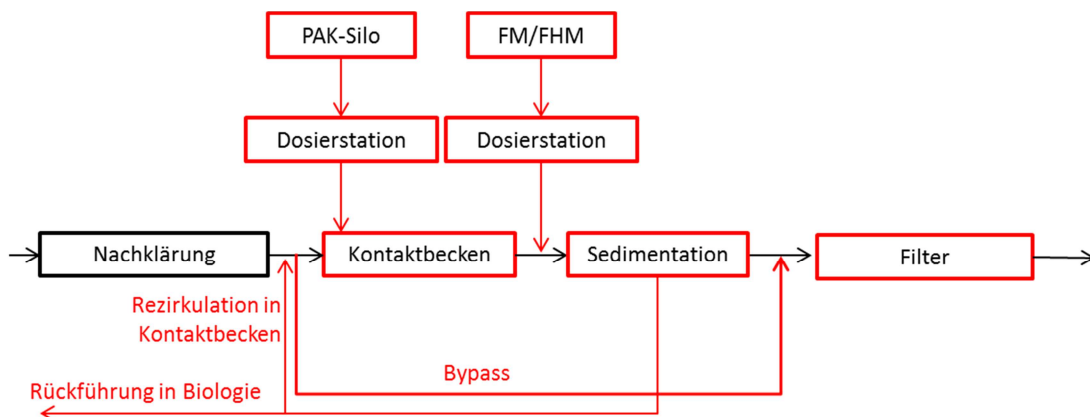 PAK-Silo
FM/FHM
Dosierstation
Dosierstation
Nachklärung
Kontaktbecken
Sedimentation
Filter
Rezirkulation in
Kontaktbecken
Bypass
Rückführung in Biologie